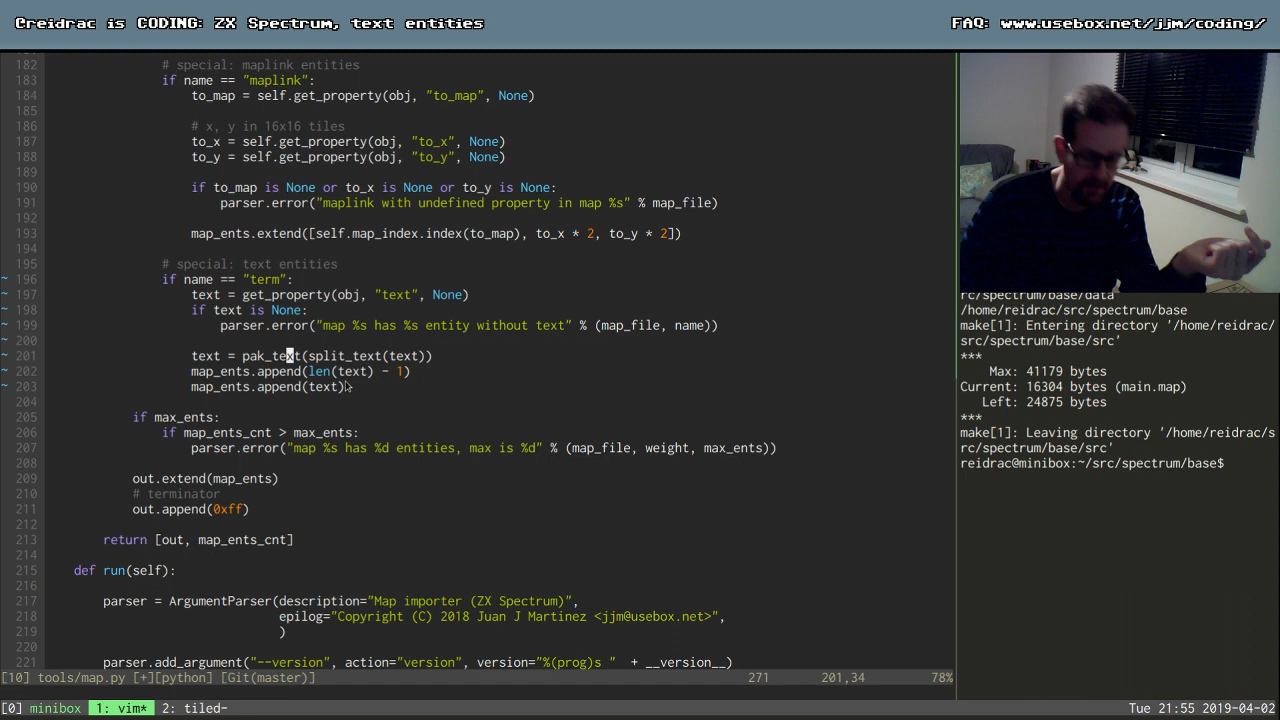 Creidrac is CODING: ZX Spectrum, text entities
FAQ: www.usebox.net/jjm/coding/
182 # special: maplink entities
183 if name == "maplink":
184 to_map = self.get_property(obj, "to_map", None)
185
186 # x, y in 16x16 tiles
187 to_x = self.get_property(obj, "to_x", None)
188 to_y = self.get_property(obj, "to_y", None)
189
190 if to_map is None or to_x is None or to_y is None:
191 parser.error("maplink with undefined property in map %s" % map_file)
192
193 map_ents.extend([self.map_index.index(to_map), to_x * 2, to_y * 2])
194
195 # special: text entities
~ 196 if name == "term":
~ 197 text = get_property(obj, "text", None)
~ 198 if text is None:
~ 199 parser.error("map %s has %s entity without text" % (map_file, name))
~ 200
~ 201 text = pak_text(split_text(text))
~ 202 map_ents.append(len(text) - 1)
~ 203 map_ents.append(text)
204
205 if max_ents:
206 if map_ents_cnt > max_ents:
207 parser.error("map %s has %d entities, max is %d" % (map_file, weight, max_ents))
208
209 out.extend(map_ents)
210 # terminator
211 out.append(0xff)
212
213 return [out, map_ents_cnt]
214
215 def run(self):
216
217 parser = ArgumentParser(description="Map importer (ZX Spectrum)",
218 epilog="Copyright (C) 2018 Juan J Martinez <jjm@usebox.net>",
219 )
220
221 parser.add_argument("--version", action="version", version="%(prog)s " + __version__)
[10] tools/map.py [+][python] [Git(master)] 271 201,34 78%
rc/spectrum/base/data
/home/reidrac/src/spectrum/base
make[1]: Entering directory '/home/reidrac/
src/spectrum/base/src'
***
Max: 41179 bytes
Current: 16304 bytes (main.map)
Left: 24875 bytes
***
make[1]: Leaving directory '/home/reidrac/s
rc/spectrum/base/src'
reidrac@minibox:~/src/spectrum/base$
[0] minibox 1: vim* 2: tiled- Tue 21:55 2019-04-02